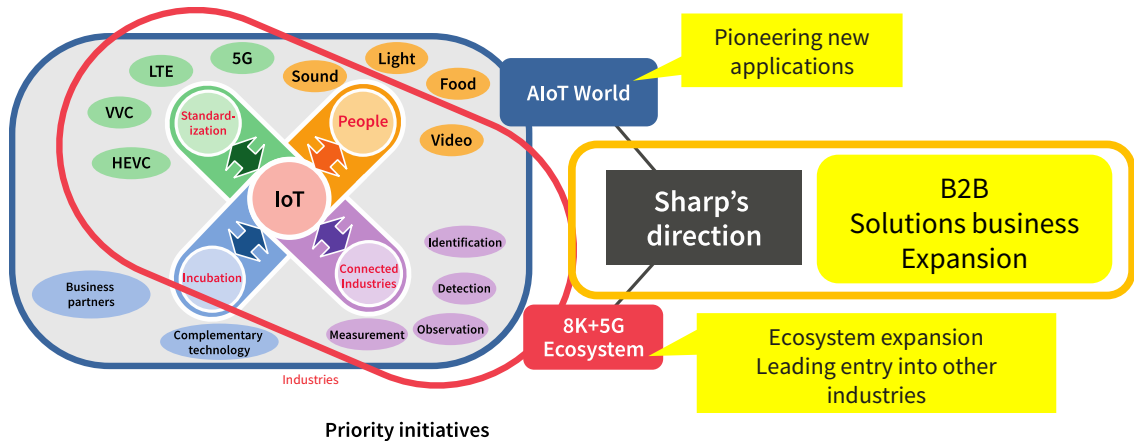 5G
LTE
VVC
HEVC
Sound
Light
Food
Video
Standard-
ization
People
IoT
Incubation
Connected
Industries
Business
partners
Complementary
technology
Identification
Detection
Observation
Measurement
Industries
AIoT World
Pioneering new
applications
Sharp's
direction
B2B
Solutions business
Expansion
8K+5G
Ecosystem
Ecosystem expansion
Leading entry into other
industries
Priority initiatives